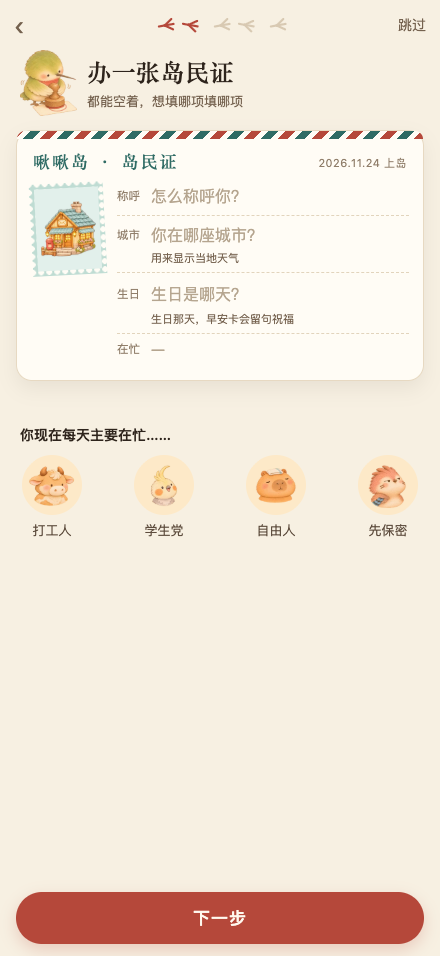 ‹
跳过
办一张岛民证
都能空着，想填哪项填哪项
啾啾岛 · 岛民证
2026.11.24 上岛
称呼 怎么称呼你？
城市 你在哪座城市？
用来显示当地天气
生日 生日是哪天？
生日那天，早安卡会留句祝福
在忙 —
你现在每天主要在忙……
打工人 学生党 自由人 先保密
下一步